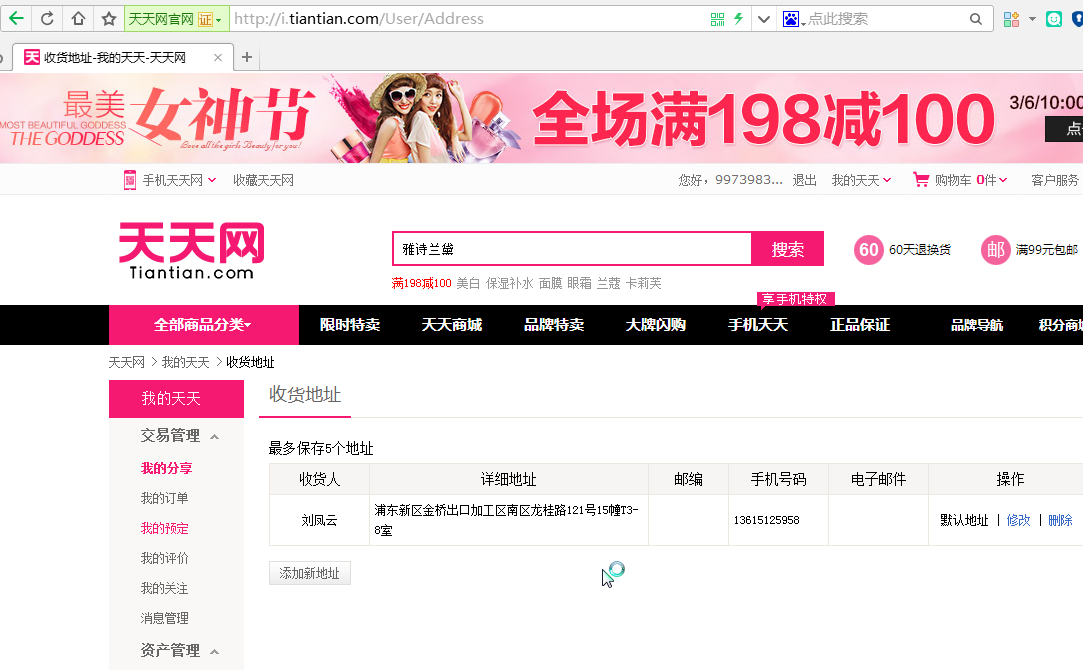 天天网官网 证 http://i.tiantian.com/User/Address 点此搜索
收货地址-我的天天-天天网
最美 女神节
MOST BEAUTIFUL GODDESS
THE GODDESS
Love all the girls Beauty for you!
全场满198减100
3/6/10:00
点
手机天天网 收藏天天网 您好，9973983... 退出 我的天天 购物车 0件 客户服务
天天网
Tiantian.com
雅诗兰黛 搜索 60 60天退换货 邮 满99元包邮
满198减100 美白 保湿补水 面膜 眼霜 兰蔻 卡莉芙
享手机特权
全部商品分类 限时特卖 天天商城 品牌特卖 大牌闪购 手机天天 正品保证 品牌导航 积分商城
天天网 > 我的天天 > 收货地址
我的天天
收货地址
交易管理
我的分享
我的订单
我的预定
我的评价
我的关注
消息管理
资产管理
最多保存5个地址
收货人 详细地址 邮编 手机号码 电子邮件 操作
刘凤云 浦东新区金桥出口加工区南区龙桂路121号15幢T3-
8室 13615125958 默认地址 | 修改 | 删除
添加新地址